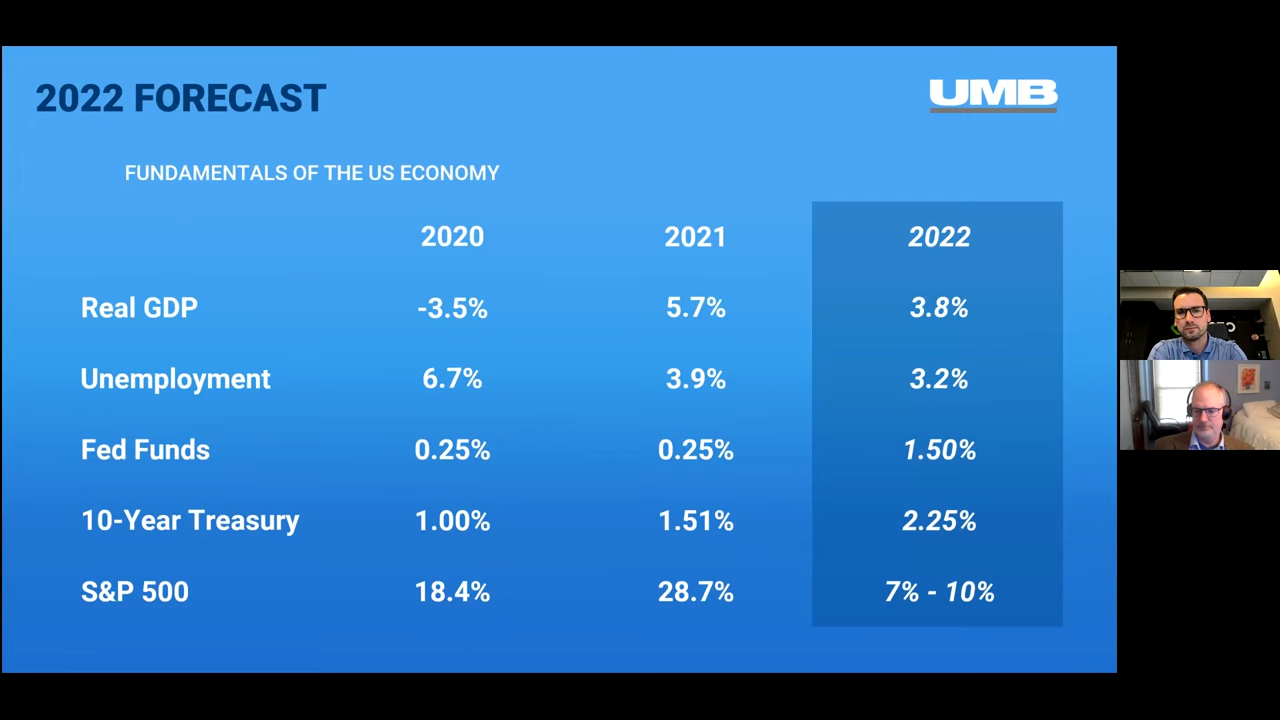 2022 FORECAST
UMB
FUNDAMENTALS OF THE US ECONOMY
2020 2021 2022
Real GDP -3.5% 5.7% 3.8%
Unemployment 6.7% 3.9% 3.2%
Fed Funds 0.25% 0.25% 1.50%
10-Year Treasury 1.00% 1.51% 2.25%
S&P 500 18.4% 28.7% 7% - 10%